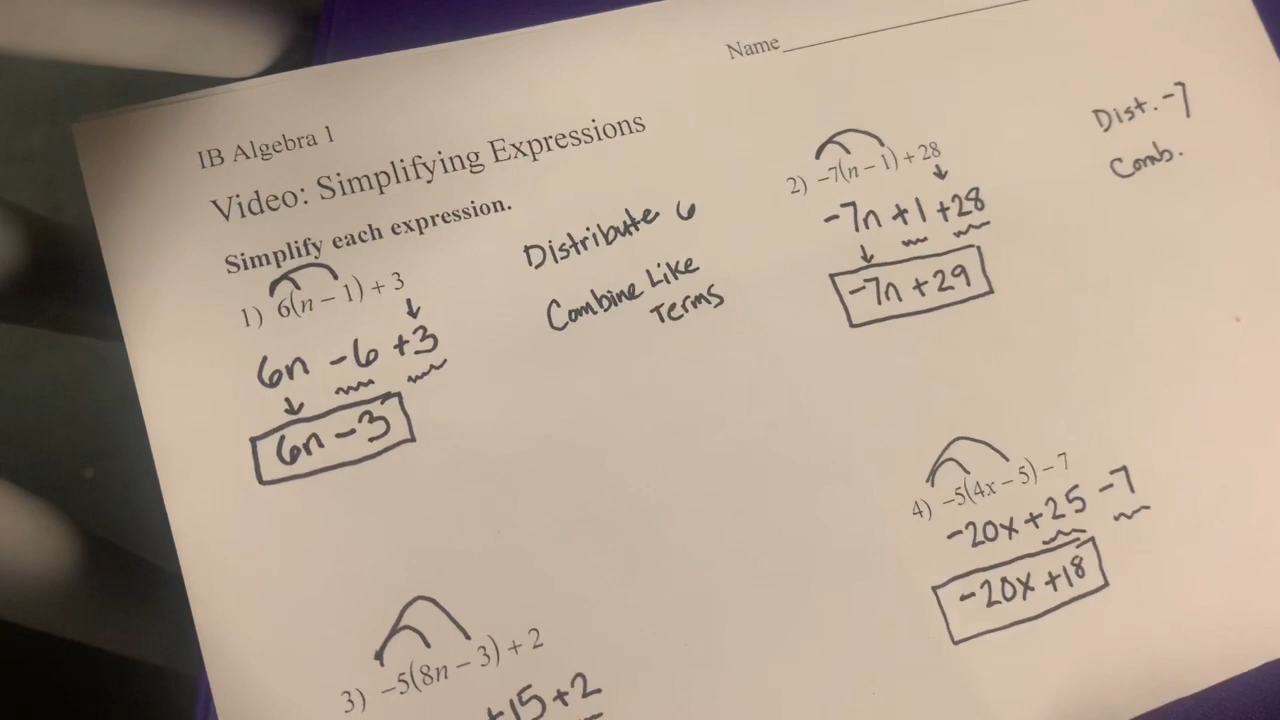 Name
IB Algebra 1
Video: Simplifying Expressions
Simplify each expression.
1) 6(n − 1) + 3
6n -6 +3
6n - 3
Distribute 6
Combine Like
Terms
2) −7(n − 1) + 28
-7n +1 +28
-7n +29
Dist. -7
Comb.
3) −5(8n − 3) + 2
+15+2
4) −5(4x − 5) − 7
-20x +25 -7
-20x +18